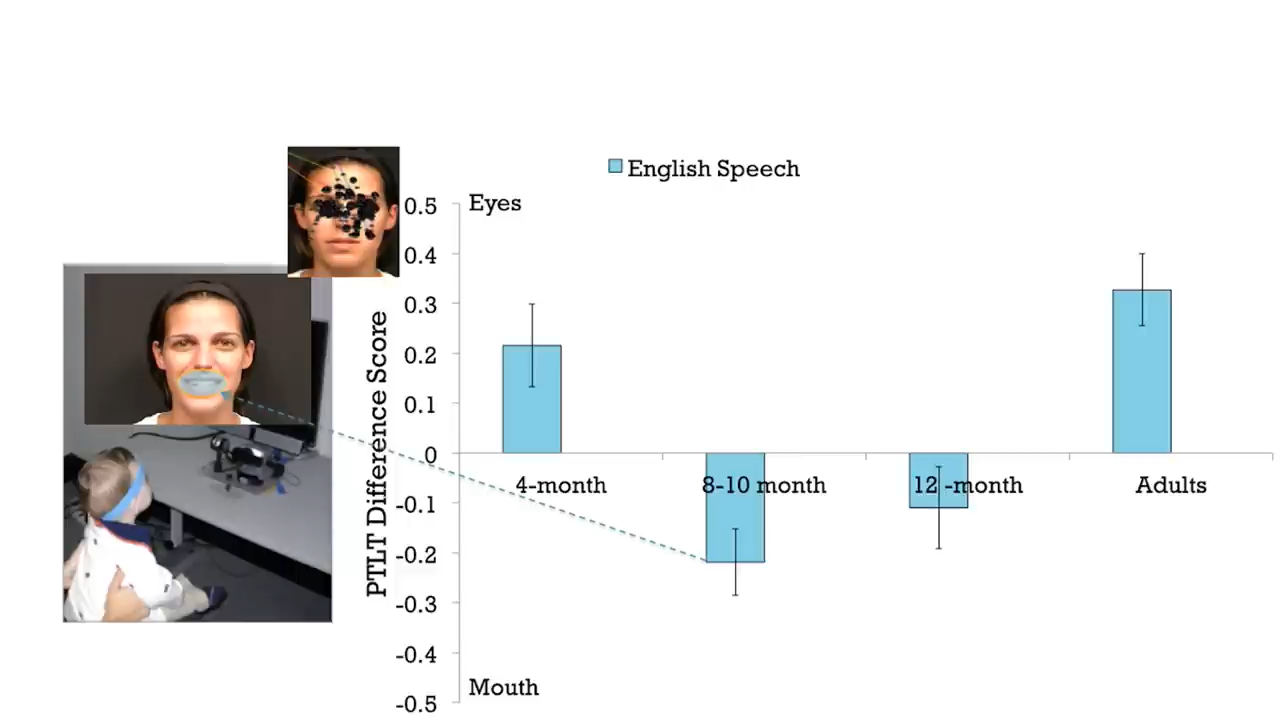 English Speech
Eyes
0.5
0.4
0.3
0.2
0.1
0
-0.1
-0.2
-0.3
-0.4
-0.5
PTLT Difference Score
4-month
8-10 month
12 -month
Adults
Mouth